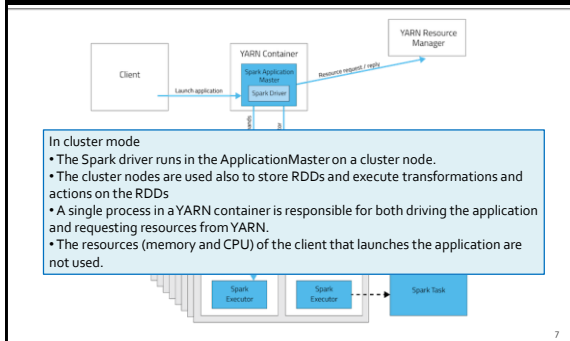 YARN Resource
Manager
YARN Container
Client
Spark Application
Master
Resource request / reply
Launch application
Spark Driver
In cluster mode
• The Spark driver runs in the ApplicationMaster on a cluster node.
• The cluster nodes are used also to store RDDs and execute transformations and
actions on the RDDs
• A single process in a YARN container is responsible for both driving the application
and requesting resources from YARN.
• The resources (memory and CPU) of the client that launches the application are
not used.
Spark
Executor
Spark
Executor
Spark Task
7